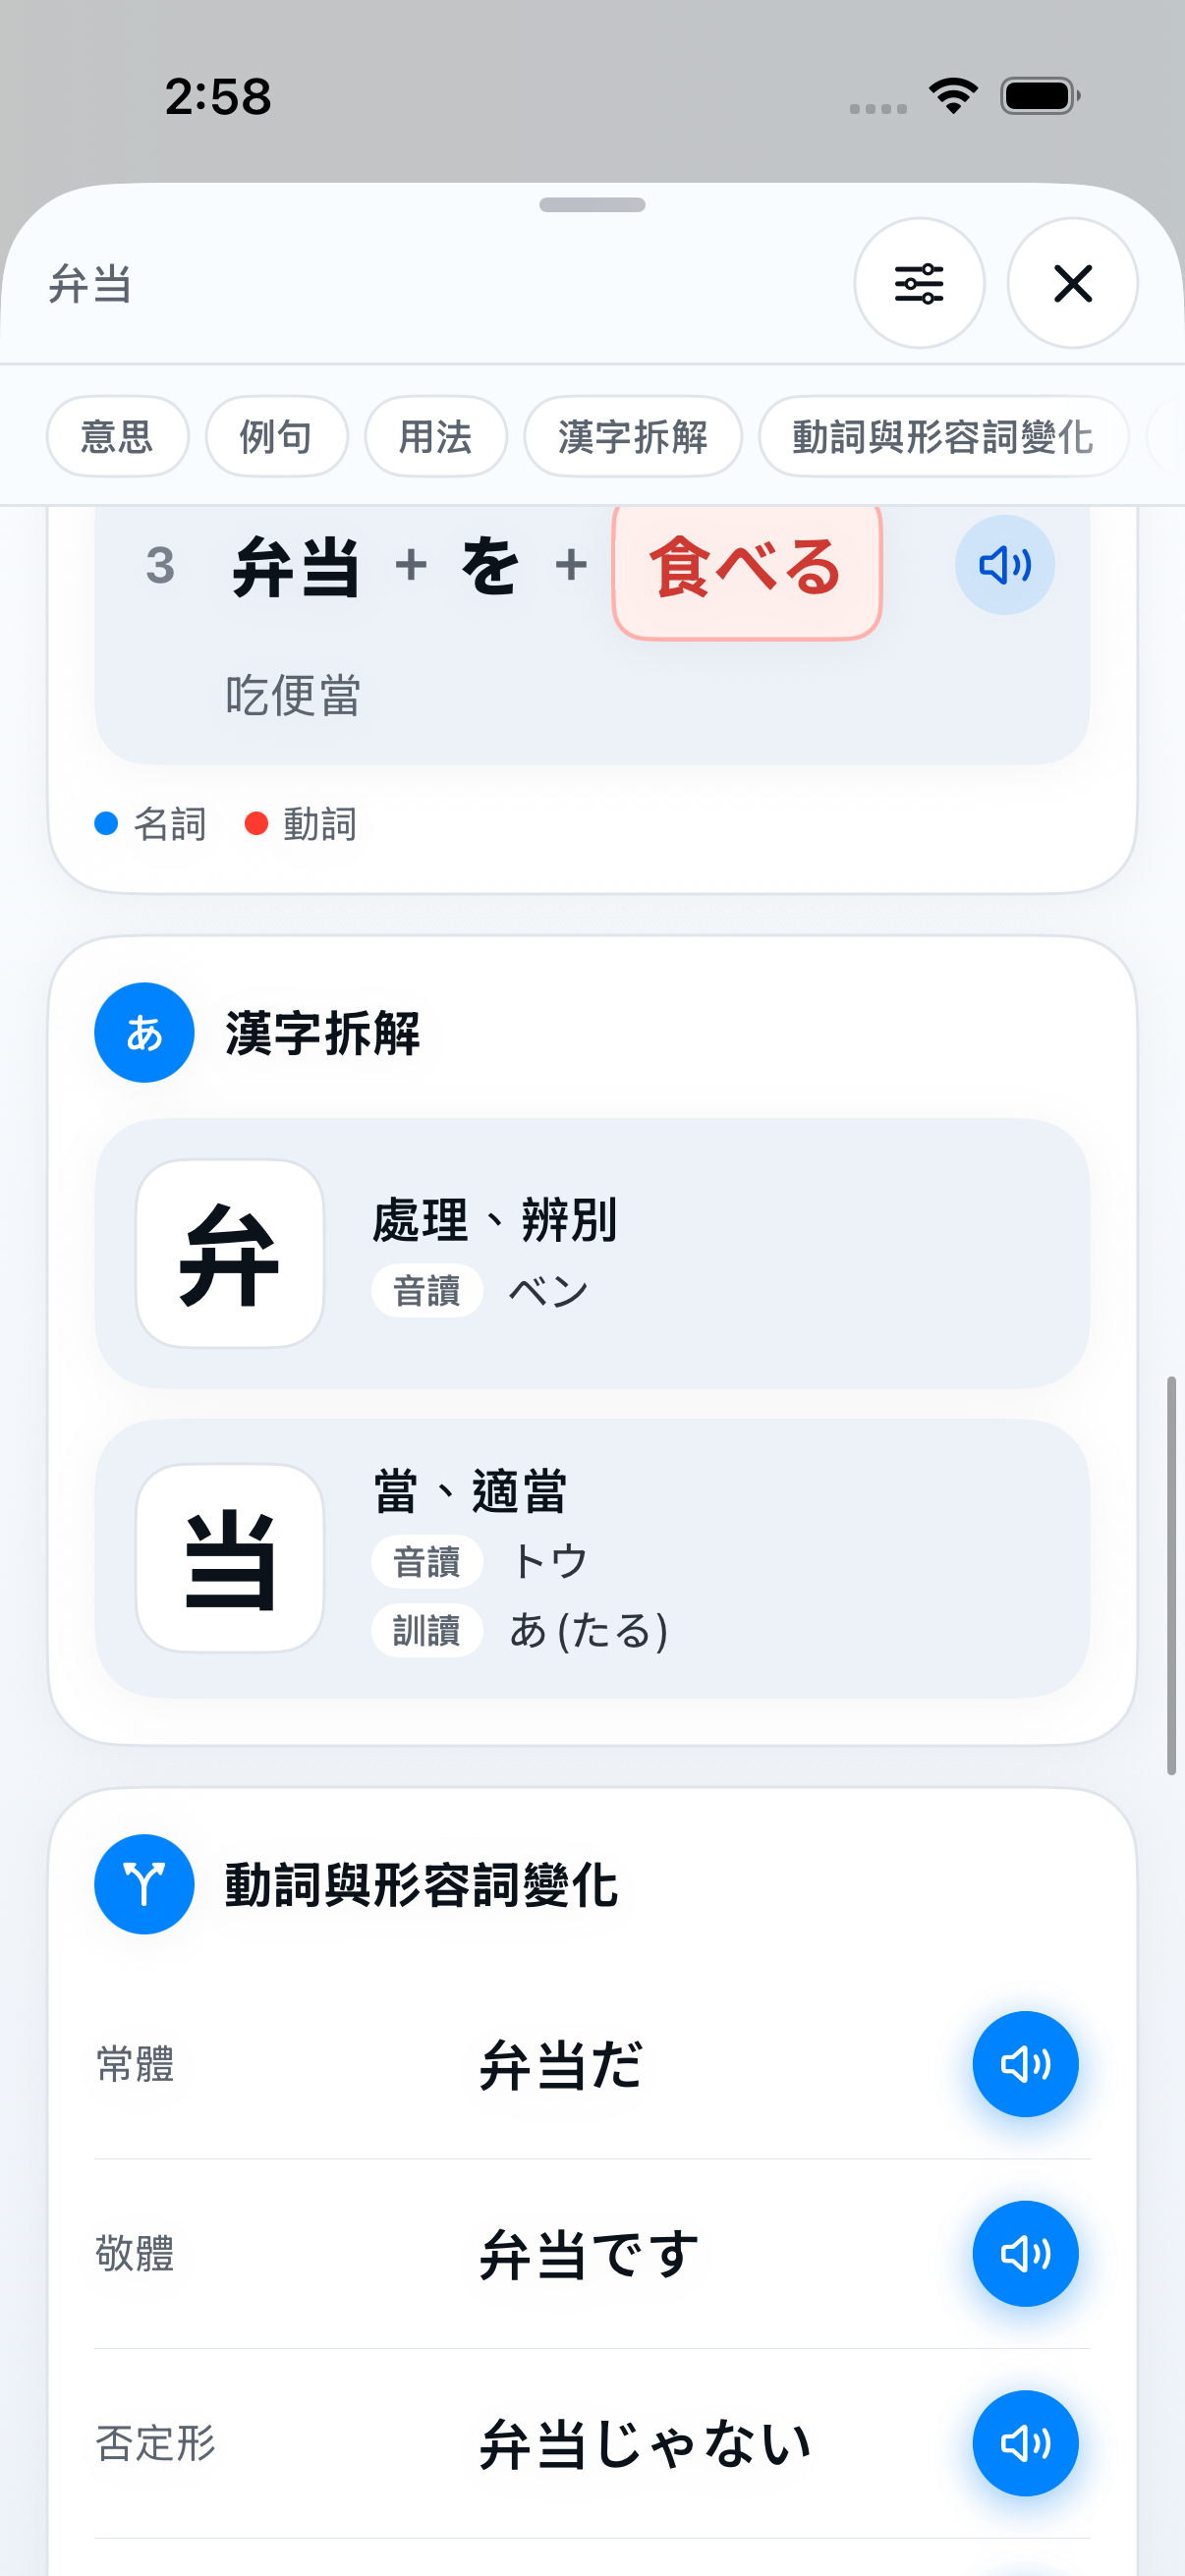 2:58
弁当
意思 例句 用法 漢字拆解 動詞與形容詞變化
3 弁当 + を + 食べる
吃便當
名詞 動詞
あ 漢字拆解
弁
處理、辨別
音讀 ベン
当
當、適當
音讀 トウ
訓讀 あ(たる)
動詞與形容詞變化
常體 弁当だ
敬體 弁当です
否定形 弁当じゃない